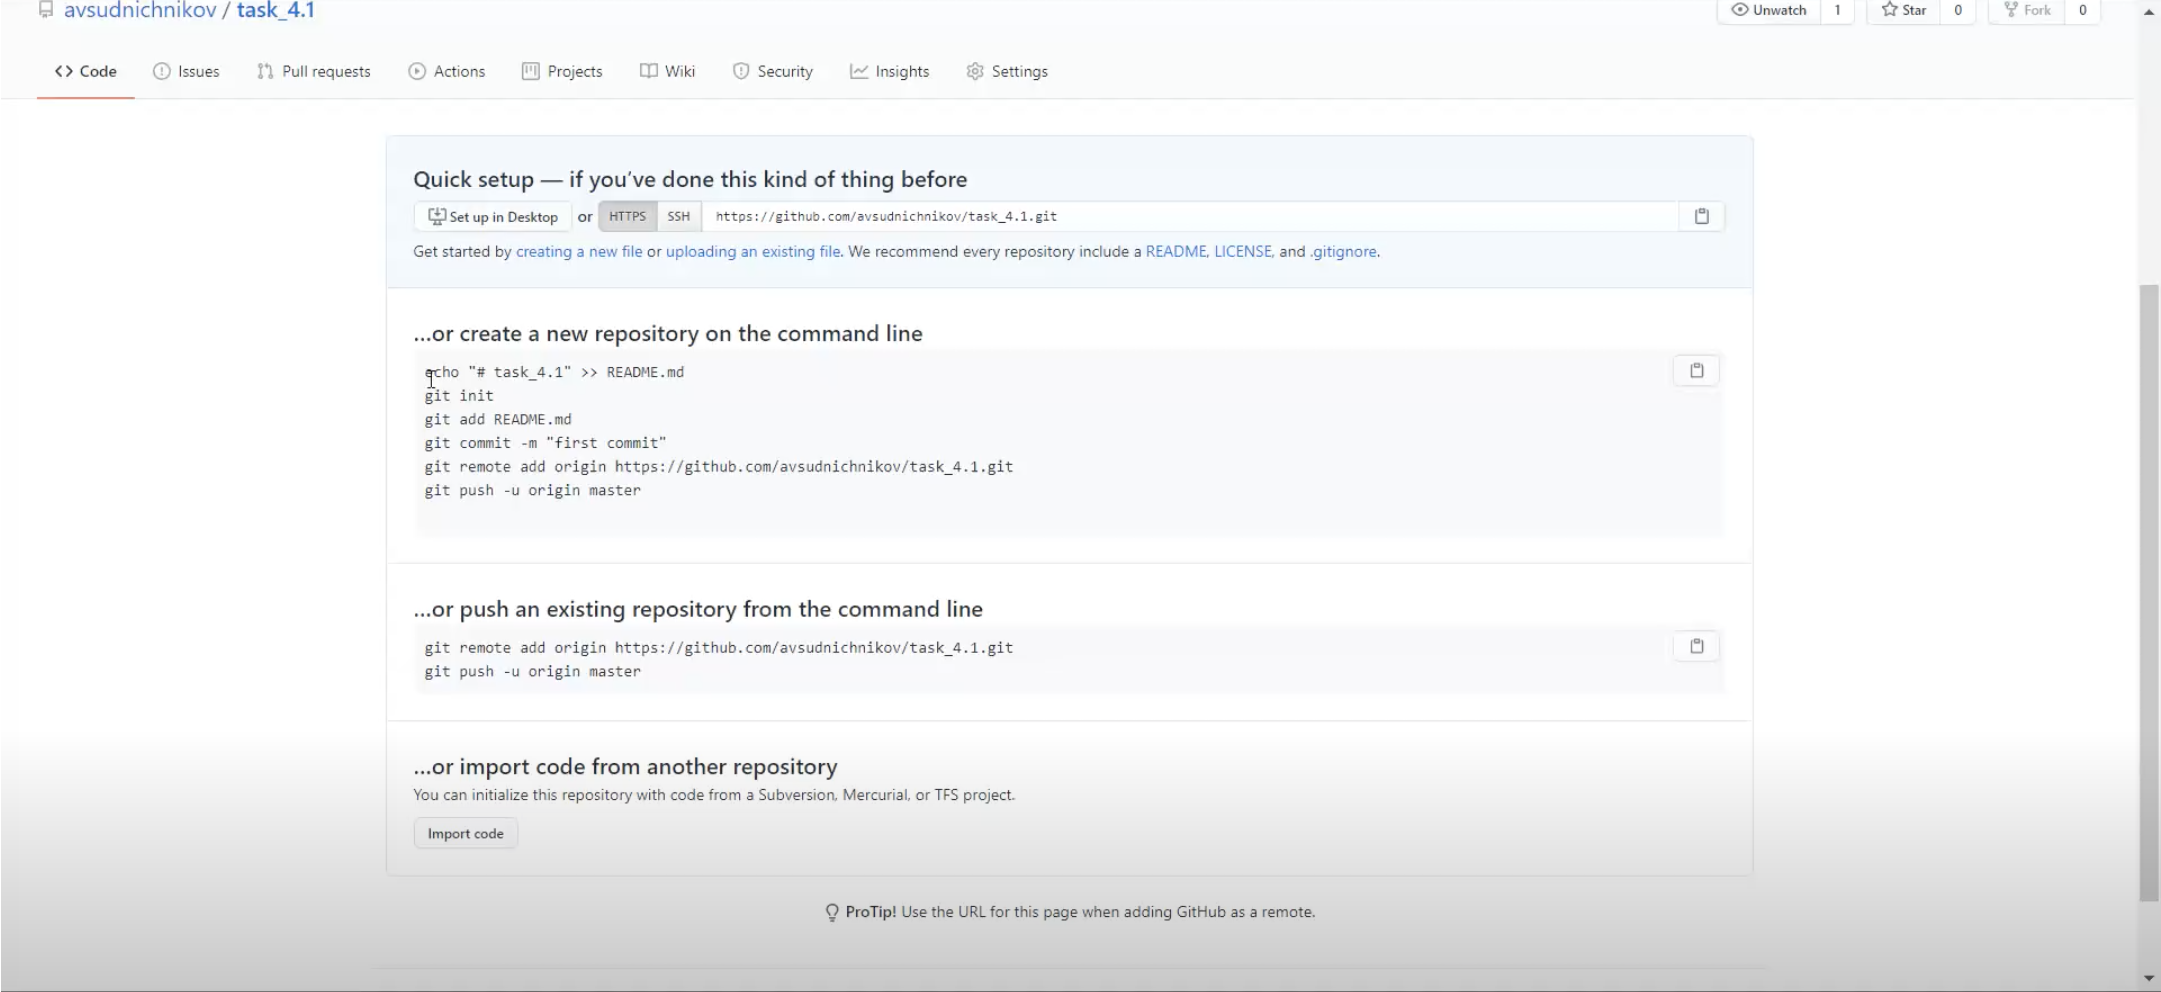 avsudnichnikov / task_4.1
Unwatch 1 Star 0 Fork 0
Code Issues Pull requests Actions Projects Wiki Security Insights Settings
Quick setup — if you’ve done this kind of thing before
Set up in Desktop or HTTPS SSH https://github.com/avsudnichnikov/task_4.1.git
Get started by creating a new file or uploading an existing file. We recommend every repository include a README, LICENSE, and .gitignore.
…or create a new repository on the command line
echo "# task_4.1" >> README.md
git init
git add README.md
git commit -m "first commit"
git remote add origin https://github.com/avsudnichnikov/task_4.1.git
git push -u origin master
…or push an existing repository from the command line
git remote add origin https://github.com/avsudnichnikov/task_4.1.git
git push -u origin master
…or import code from another repository
You can initialize this repository with code from a Subversion, Mercurial, or TFS project.
Import code
ProTip! Use the URL for this page when adding GitHub as a remote.